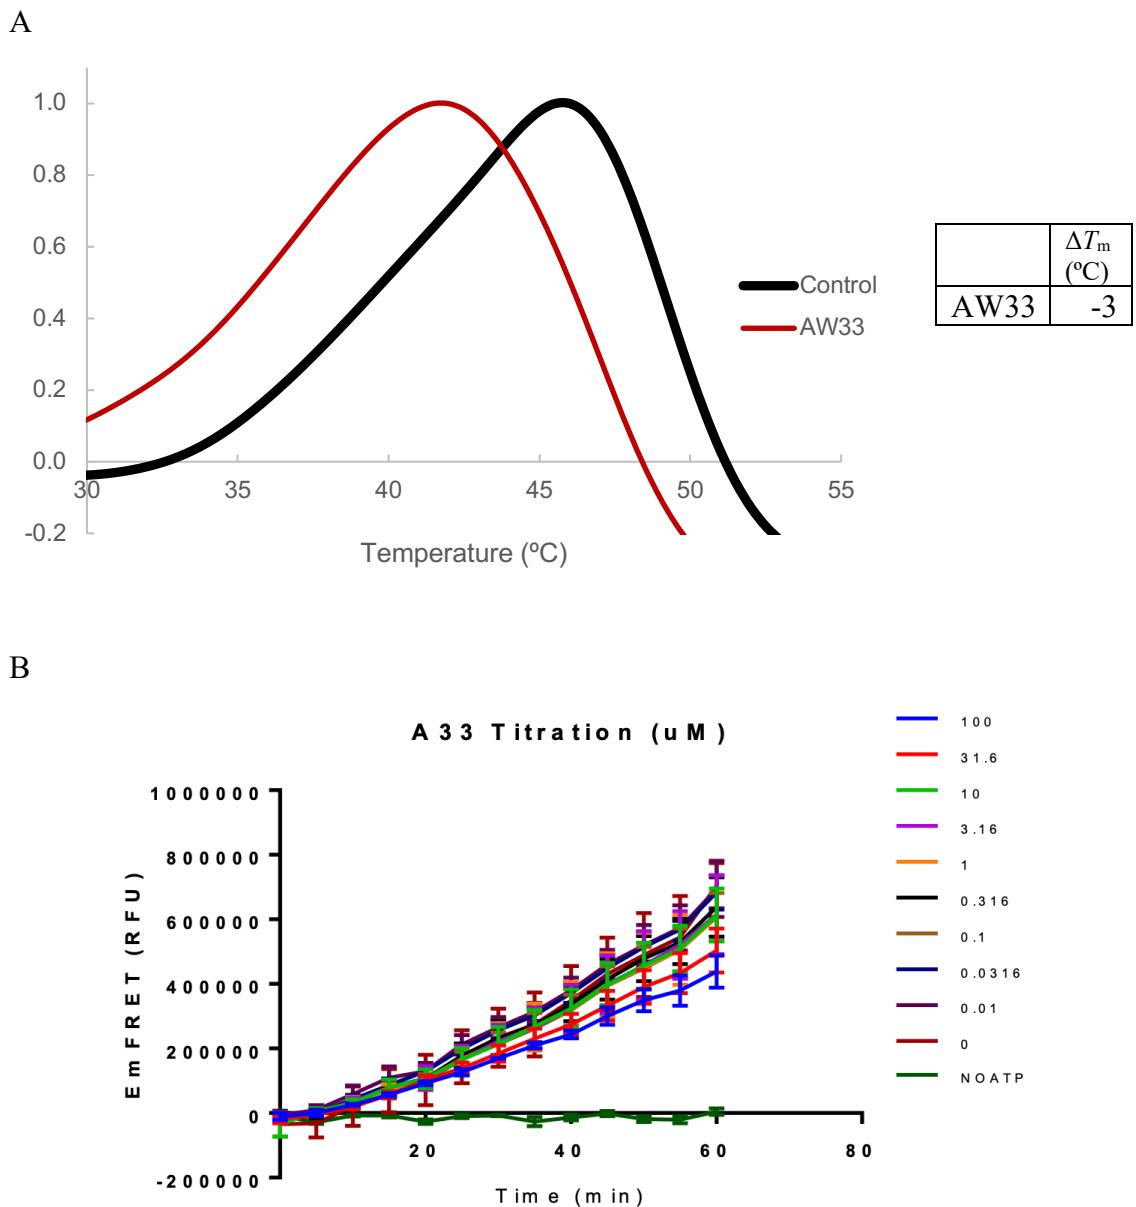 A
1.0
0.8
0.6
0.4
0.2
0.0
-0.2
30 35 40 45 50 55
Temperature (ºC)
Control
AW33
ΔTm
(ºC)
AW33 -3
B
A33 Titration (uM)
EmFRET (RFU)
1000000
800000
600000
400000
200000
0
-200000
20 40 60 80
Time (min)
100
31.6
10
3.16
1
0.316
0.1
0.0316
0.01
0
NOATP